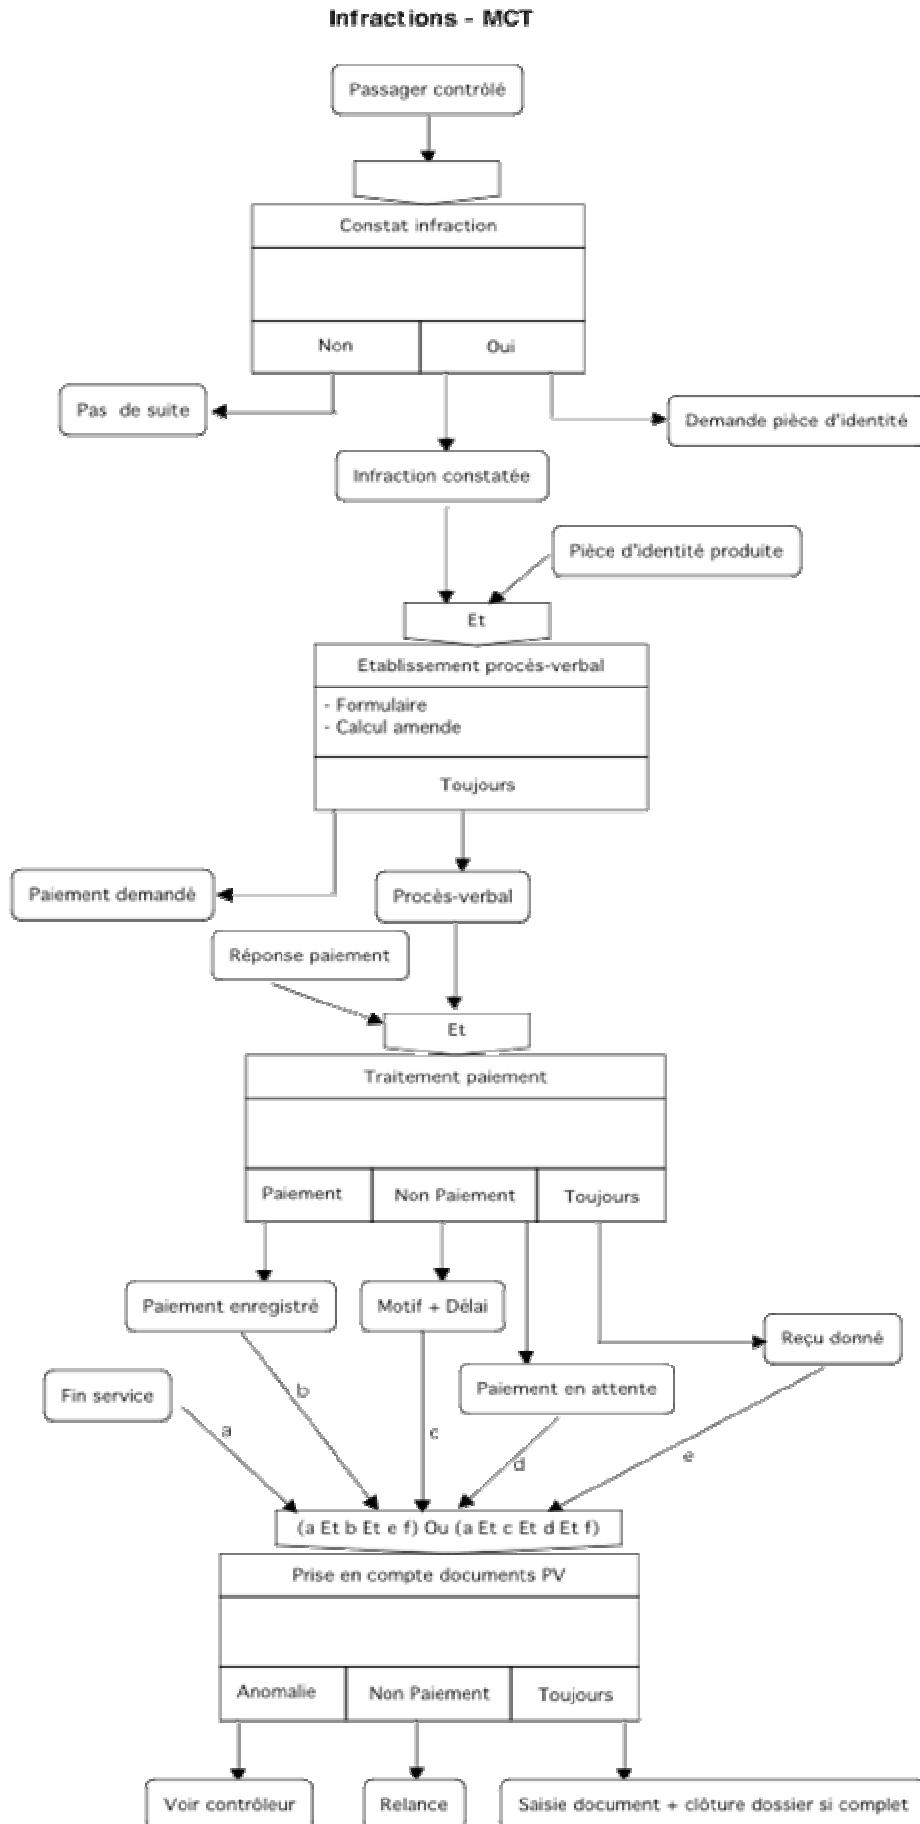 Infractions - MCT
Passager contrôlé
Constat infraction
Non
Oui
Pas de suite
Demande pièce d'identité
Infraction constatée
Pièce d'identité produite
Et
Etablissement procès-verbal
- Formulaire
- Calcul amende
Toujours
Paiement demandé
Procès-verbal
Réponse paiement
Et
Traitement paiement
Paiement
Non Paiement
Toujours
Paiement enregistré
Motif + Délai
Reçu donné
Fin service
Paiement en attente
a
b
c
d
e
(a Et b Et e f) Ou (a Et c Et d Et f)
Prise en compte documents PV
Anomalie
Non Paiement
Toujours
Voir contrôleur
Relance
Saisie document + clôture dossier si complet